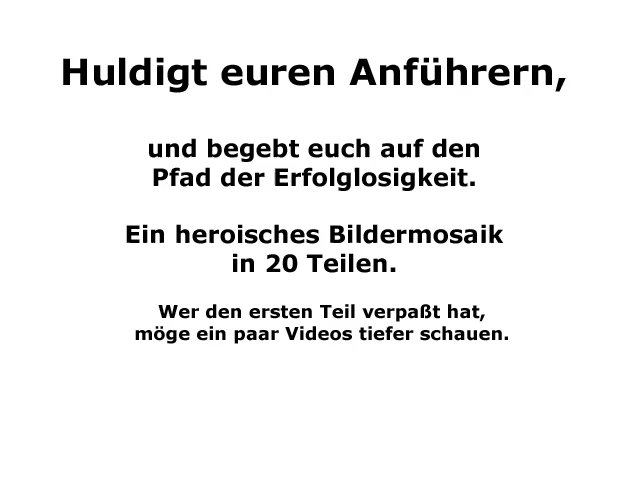 Huldigt euren Anführern,
und begebt euch auf den
Pfad der Erfolglosigkeit.
Ein heroisches Bildermosaik
in 20 Teilen.
Wer den ersten Teil verpaßt hat,
möge ein paar Videos tiefer schauen.